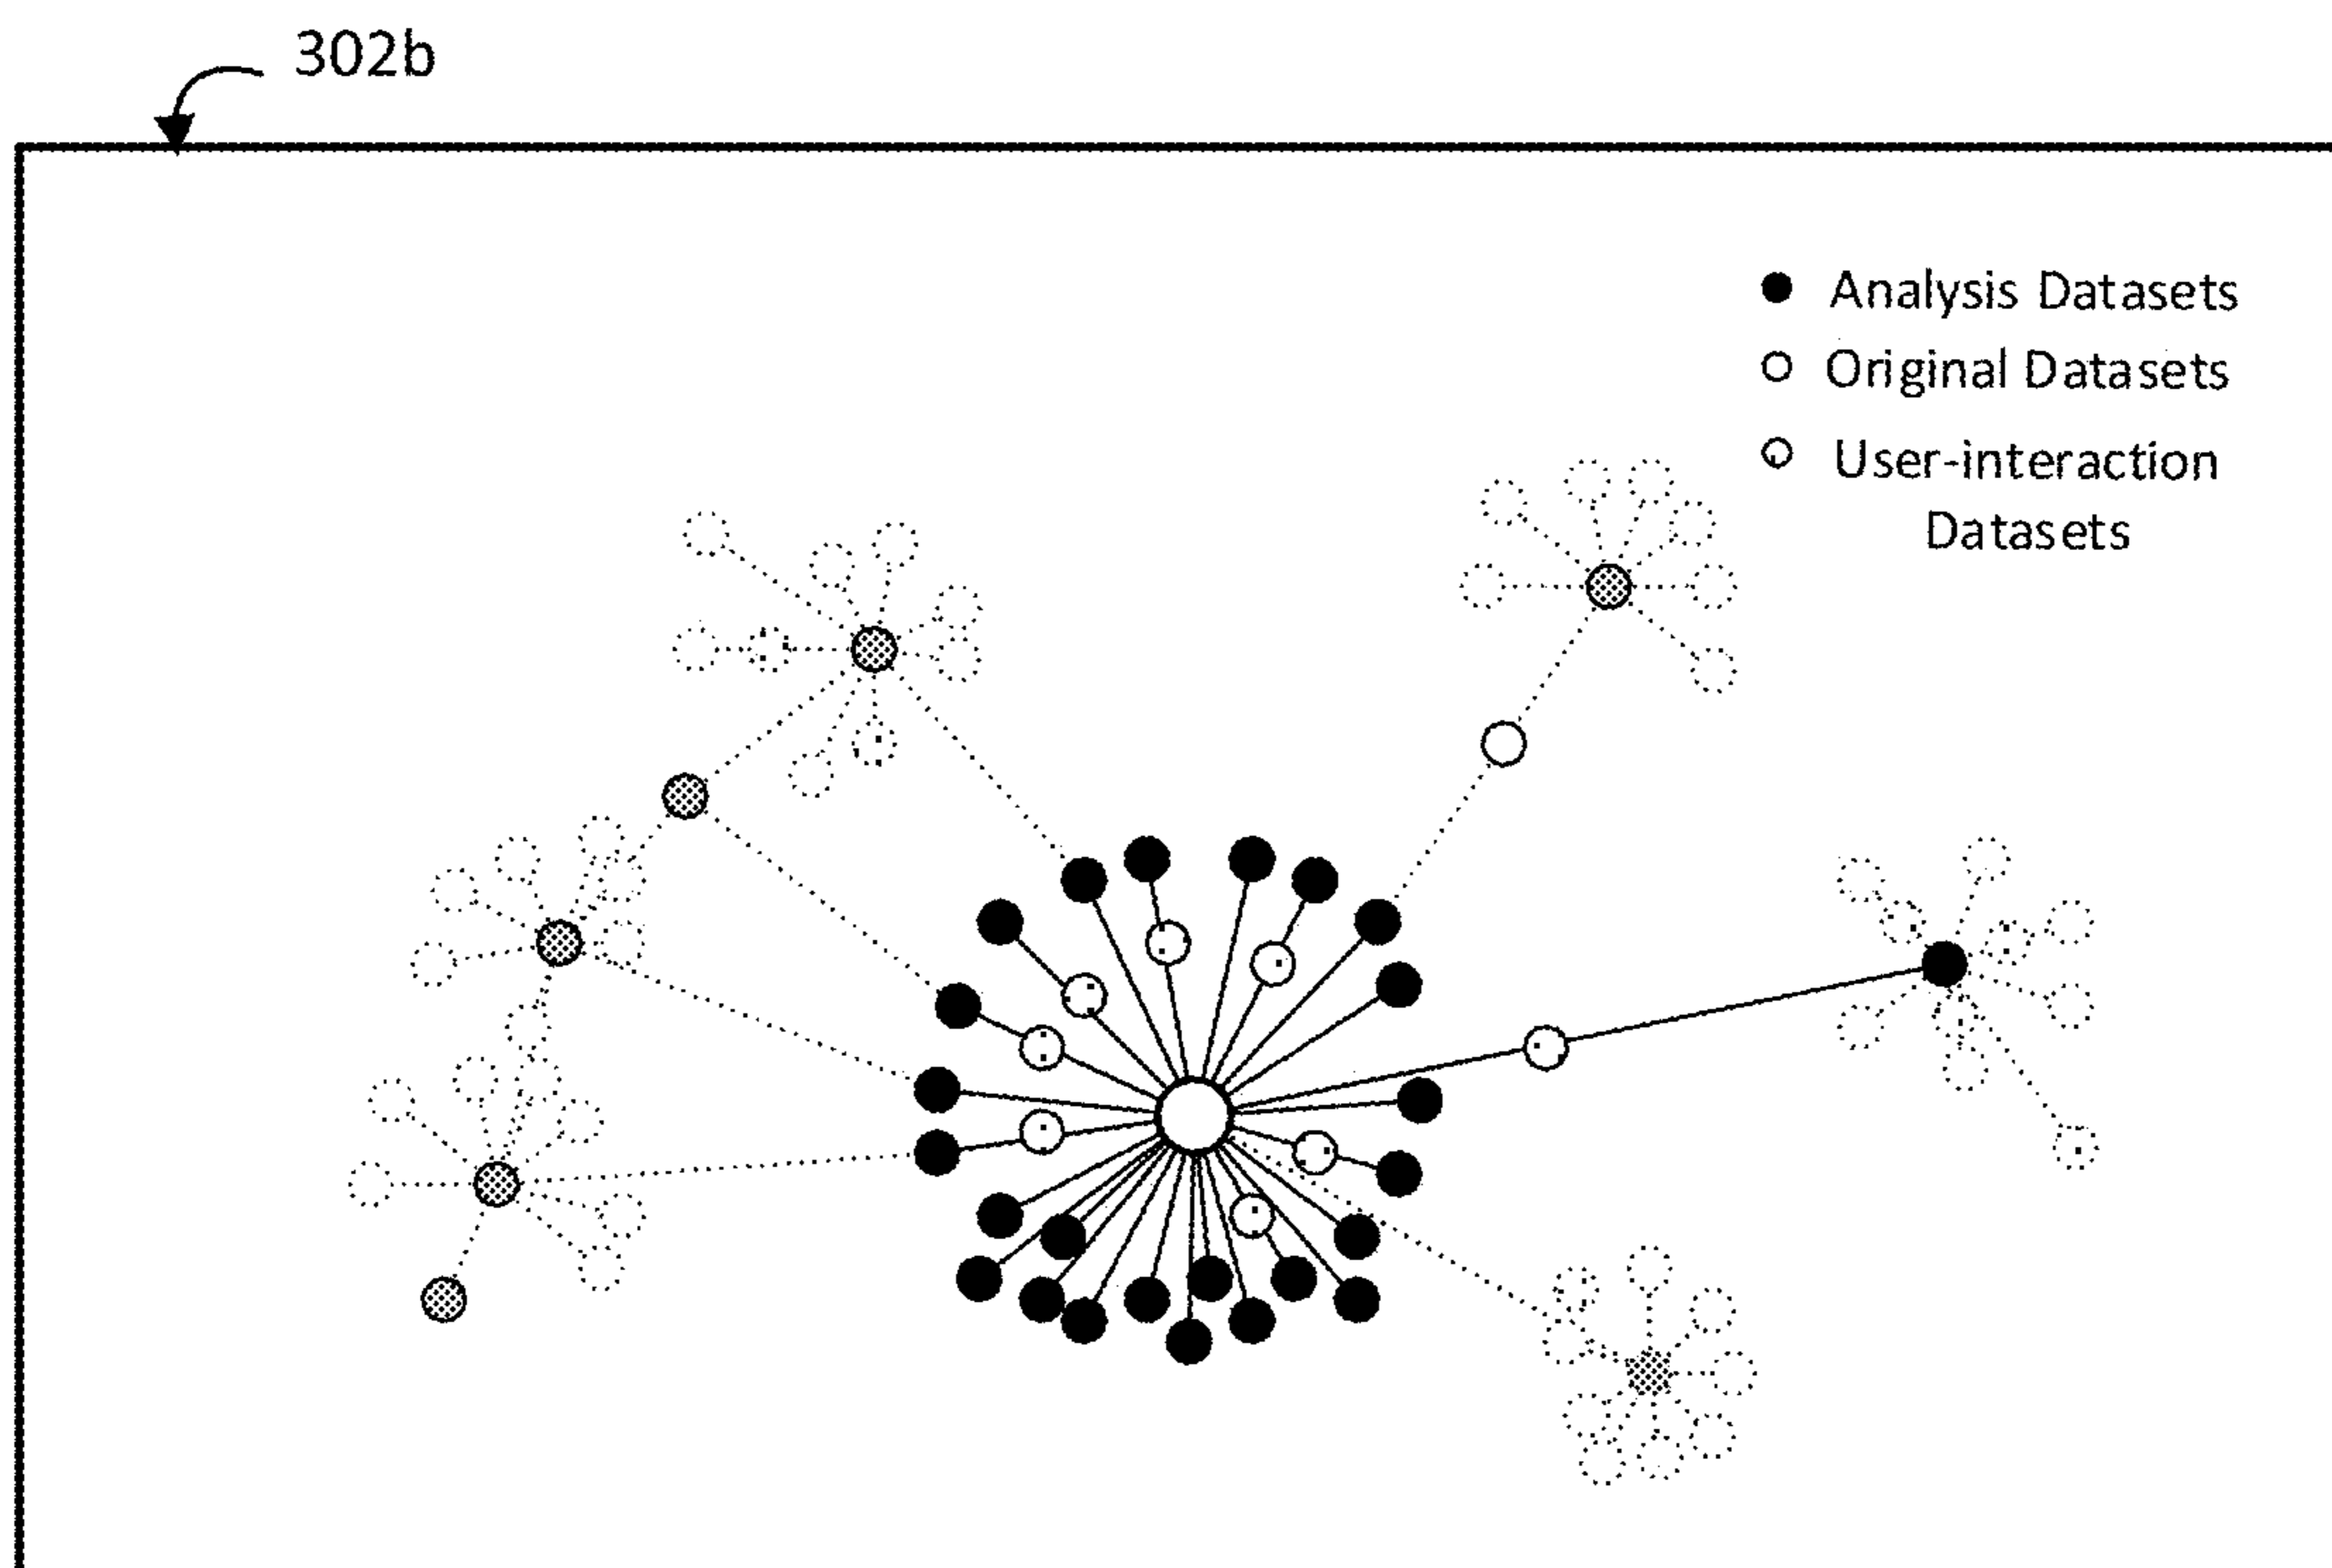 302b
Analysis Datasets
Original Datasets
User-interaction
Datasets